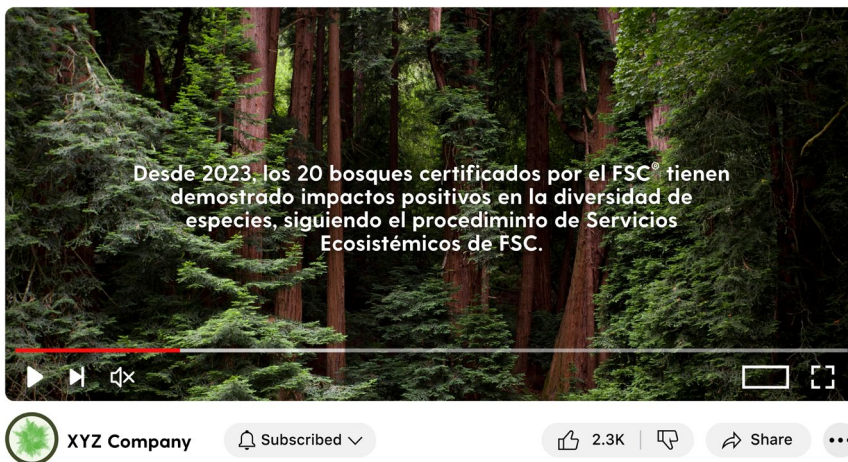 Desde 2023, los 20 bosques certificados por el FSC® tienen
demostrado impactos positivos en la diversidad de
especies, siguiendo el procediminto de Servicios
Ecosistémicos de FSC.
XYZ Company
Subscribed
2.3K
Share